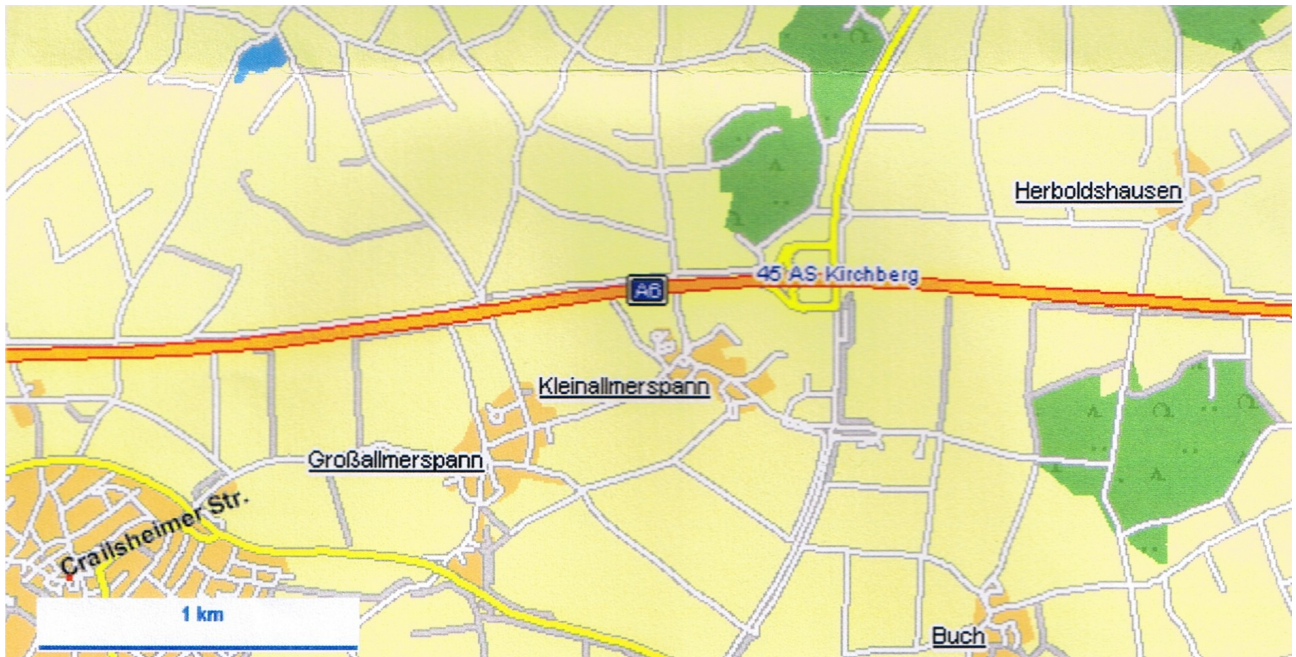 Herboldshausen
45 AS Kirchberg
A6
Kleinallmerspann
Großallmerspann
Crailsheimer Str.
1 km
Buch